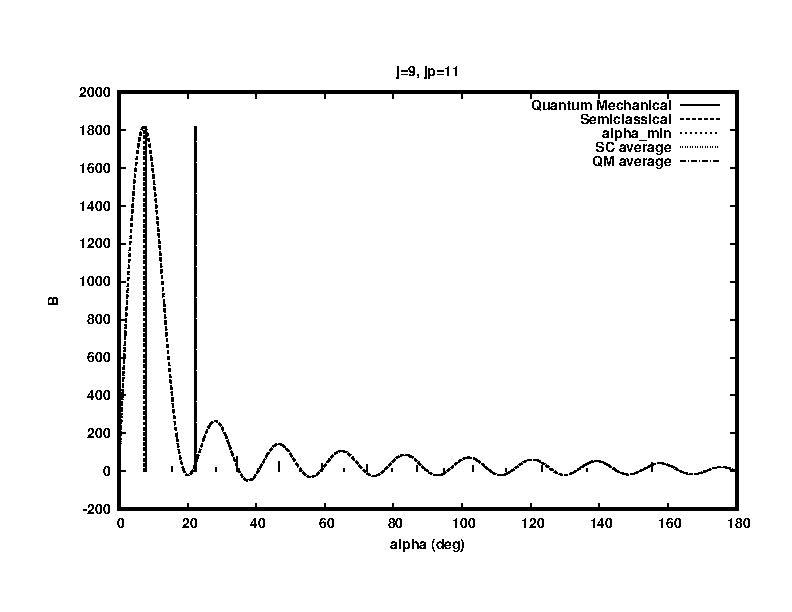 j=9, jp=11
Quantum Mechanical
Semiclassical
alpha_min
SC average
QM average
2000
1800
1600
1400
1200
1000
800
600
400
200
0
-200
B
0 20 40 60 80 100 120 140 160 180
alpha (deg)